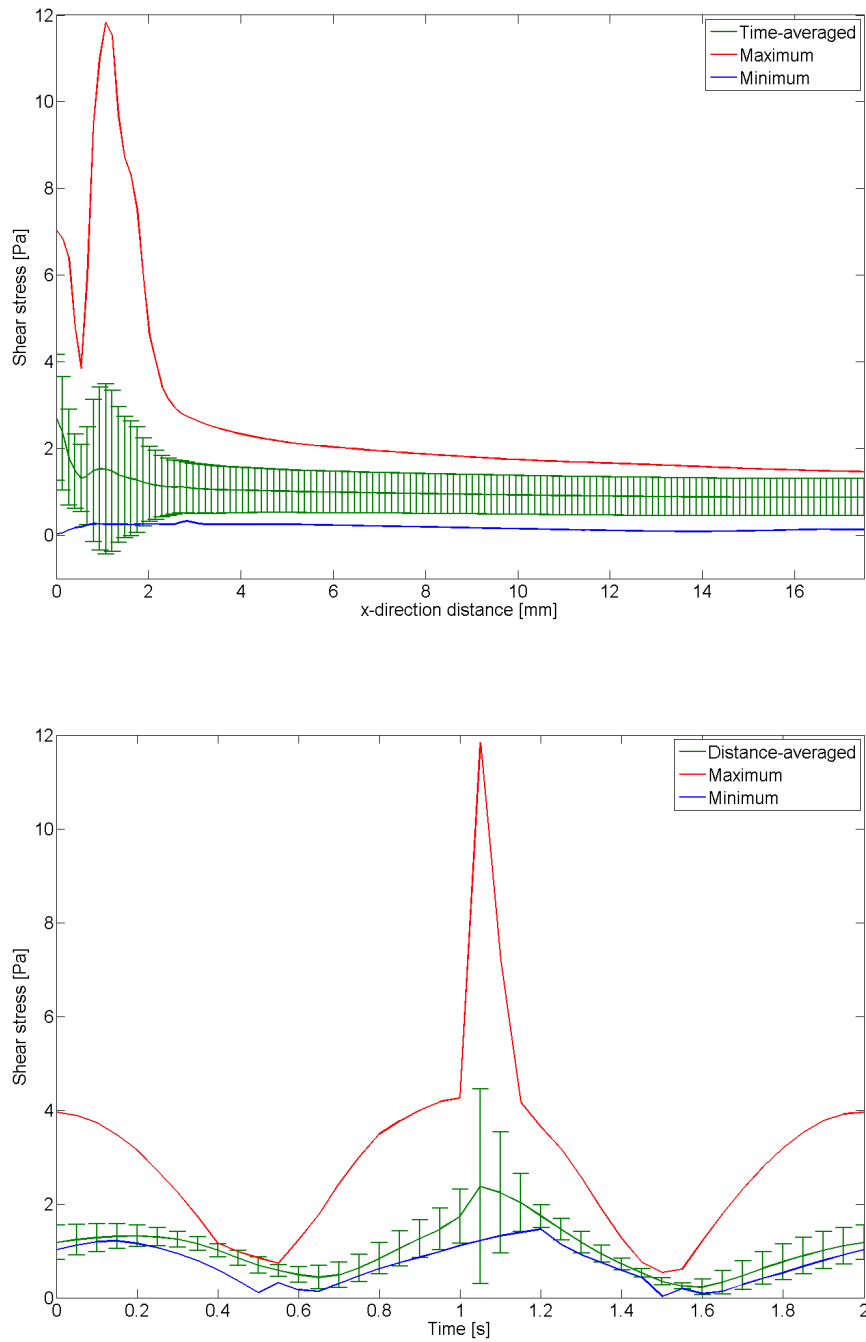 12
10
8
6
4
2
0
Shear stress [Pa]
Time-averaged
Maximum
Minimum
0 2 4 6 8 10 12 14 16
x-direction distance [mm]
12
10
8
6
4
2
0
Shear stress [Pa]
Distance-averaged
Maximum
Minimum
0 0.2 0.4 0.6 0.8 1 1.2 1.4 1.6 1.8 2
Time [s]